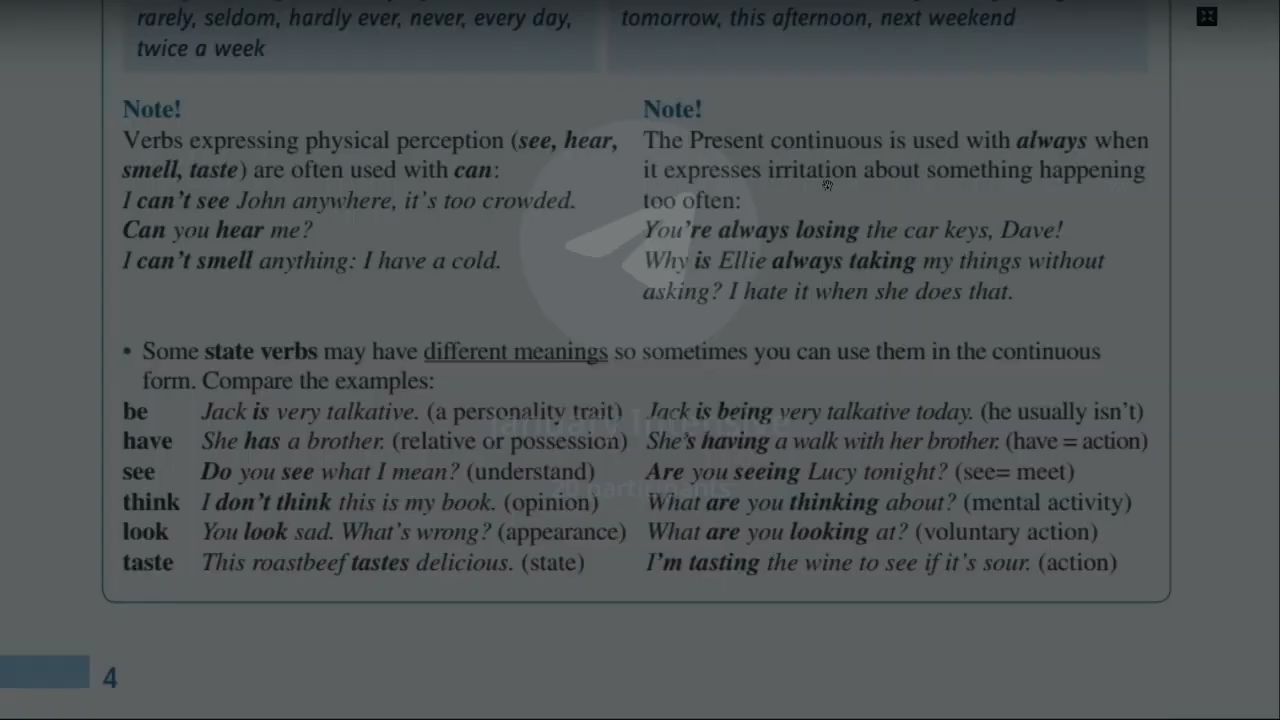 rarely, seldom, hardly ever, never, every day,
twice a week
tomorrow, this afternoon, next weekend
Note!
Verbs expressing physical perception (see, hear,
smell, taste) are often used with can:
I can't see John anywhere, it's too crowded.
Can you hear me?
I can't smell anything: I have a cold.
Note!
The Present continuous is used with always when
it expresses irritation about something happening
too often:
You're always losing the car keys, Dave!
Why is Ellie always taking my things without
asking? I hate it when she does that.
• Some state verbs may have different meanings so sometimes you can use them in the continuous
form. Compare the examples:
be Jack is very talkative. (a personality trait) Jack is being very talkative today. (he usually isn't)
have She has a brother. (relative or possession) She's having a walk with her brother. (have = action)
see Do you see what I mean? (understand) Are you seeing Lucy tonight? (see= meet)
think I don't think this is my book. (opinion) What are you thinking about? (mental activity)
look You look sad. What's wrong? (appearance) What are you looking at? (voluntary action)
taste This roastbeef tastes delicious. (state) I'm tasting the wine to see if it's sour. (action)
January Intensive
20 participants
4